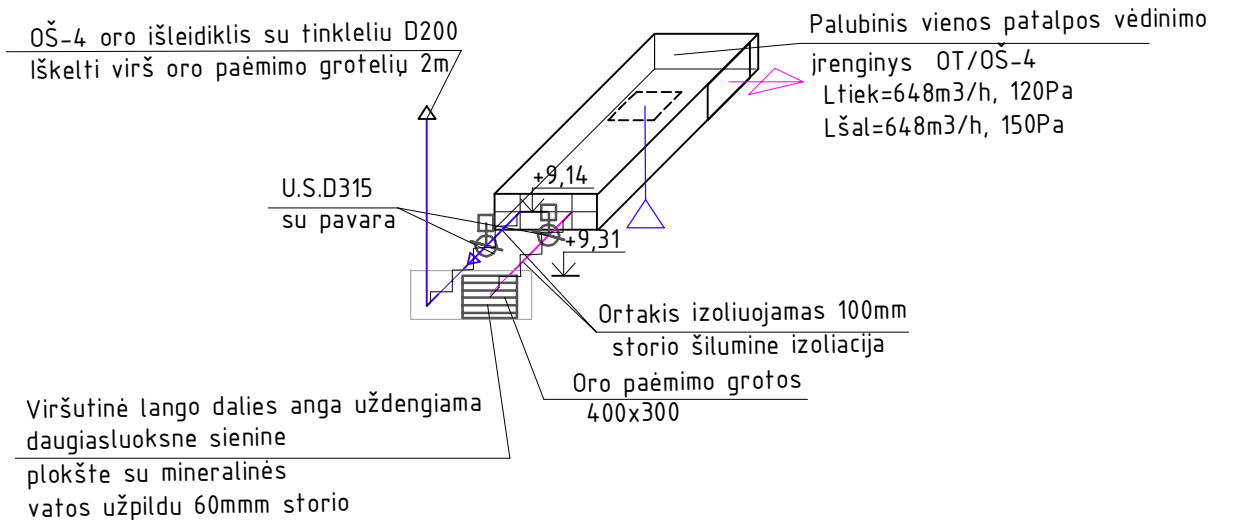 OŠ-4 oro išleidiklis su tinkleliu D200
Iškelti virš oro paėmimo grotelių 2m
Palubinis vienos patalpos vėdinimo
įrenginys OT/OŠ-4
Ltiek=648m3/h, 120Pa
Lšal=648m3/h, 150Pa
+9,14
U.S.D315
su pavara
+9,31
Ortakis izoliuojamas 100mm
storio šilumine izoliacija
Oro paėmimo grotos
400x300
Viršutinė lango dalies anga uždengiama
daugiasluoksne sienine
plokšte su mineralinės
vatos užpildu 60mmm storio